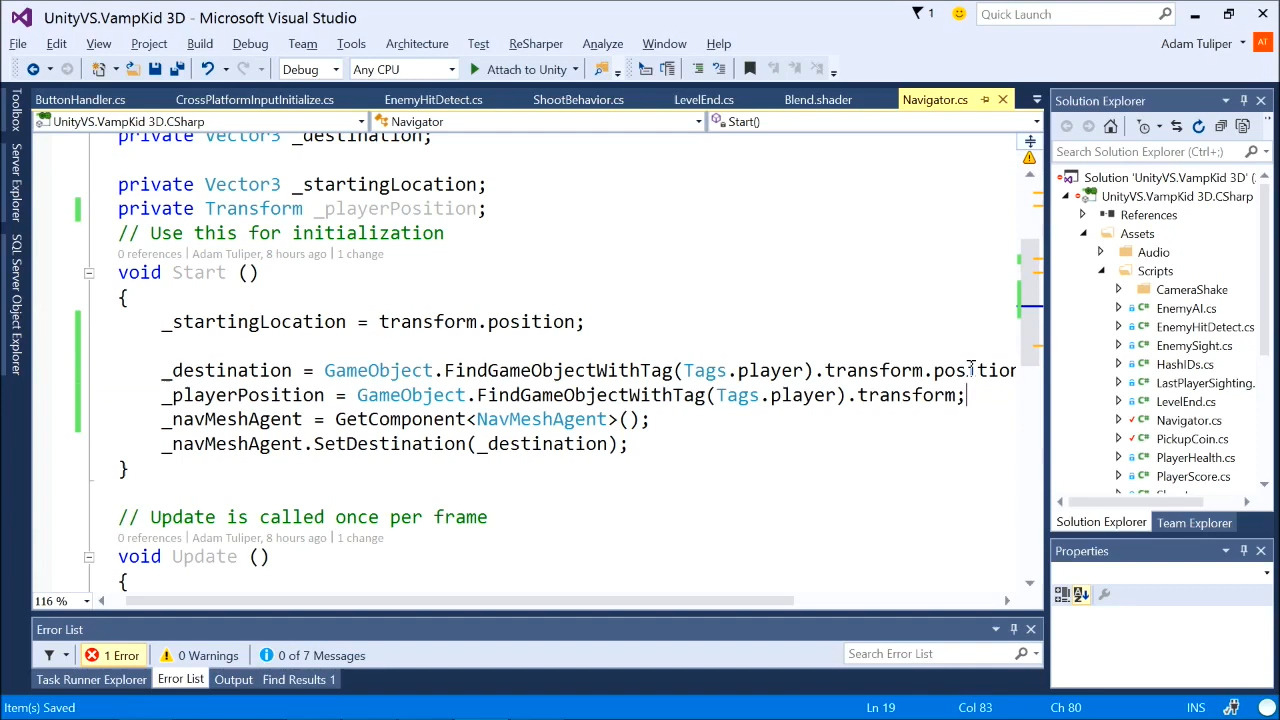 UnityVS.VampKid 3D - Microsoft Visual Studio
1
Quick Launch
File Edit View Project Build Debug Team Tools Architecture Test ReSharper Analyze Window Help
Adam Tuliper
AT
Debug
Any CPU
Attach to Unity
ButtonHandler.cs CrossPlatformInputInitialize.cs EnemyHitDetect.cs ShootBehavior.cs LevelEnd.cs Blend.shader Navigator.cs
UnityVS.VampKid 3D.CSharp
Navigator
Start()
Toolbox
Server Explorer
SQL Server Object Explorer
private Vector3 _destination;
private Vector3 _startingLocation;
private Transform _playerPosition;
// Use this for initialization
0 references | Adam Tuliper, 8 hours ago | 1 change
void Start ()
{
_startingLocation = transform.position;
_destination = GameObject.FindGameObjectWithTag(Tags.player).transform.position
_playerPosition = GameObject.FindGameObjectWithTag(Tags.player).transform;
_navMeshAgent = GetComponent<NavMeshAgent>();
_navMeshAgent.SetDestination(_destination);
}
// Update is called once per frame
0 references | Adam Tuliper, 8 hours ago | 1 change
void Update ()
{
116 %
Solution Explorer
Search Solution Explorer (Ctrl+;)
Solution 'UnityVS.VampKid 3D' (
UnityVS.VampKid 3D.CSharp
References
Assets
Audio
Scripts
CameraShake
C# EnemyAI.cs
C# EnemyHitDetect.cs
C# EnemySight.cs
C# HashIDs.cs
C# LastPlayerSighting.
C# LevelEnd.cs
C# Navigator.cs
C# PickupCoin.cs
C# PlayerHealth.cs
C# PlayerScore.cs
Solution Explorer Team Explorer
Properties
Error List
1 Error
0 Warnings
0 of 7 Messages
Search Error List
Task Runner Explorer Error List Output Find Results 1
Item(s) Saved
Ln 19
Col 83
Ch 80
INS